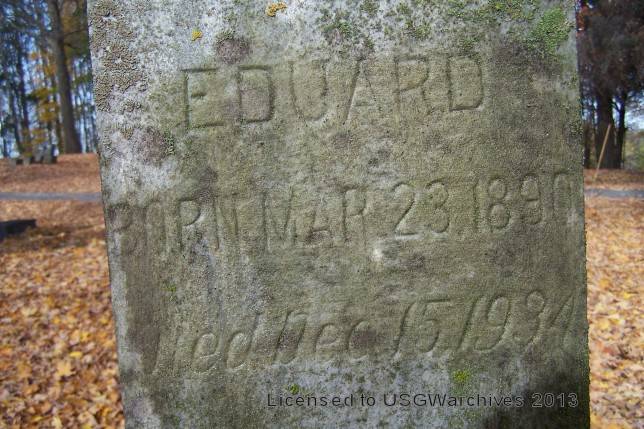 EDUARD
BORN MAR 23 1890
Died Dec 15, 1934
Licensed to USGWarchives 2013